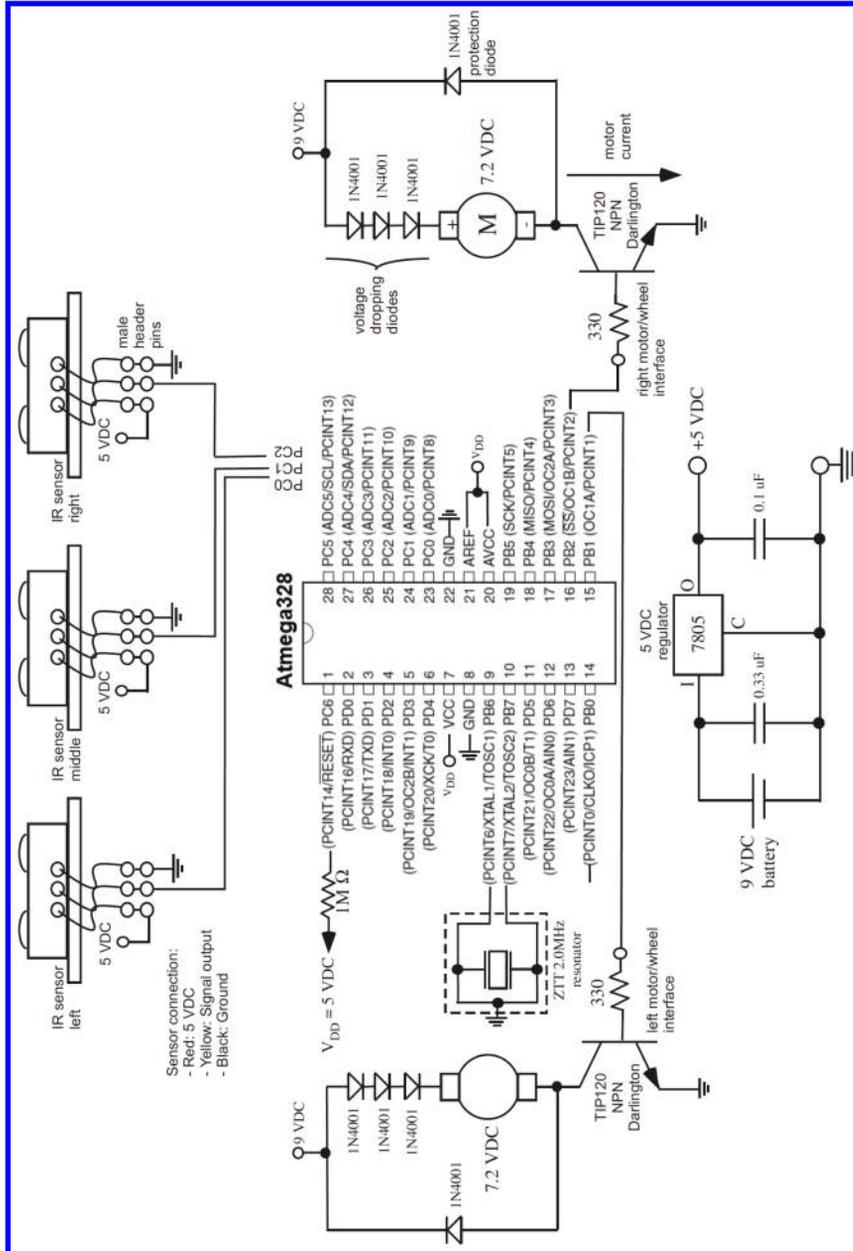 IR sensor
left
IR sensor
middle
IR sensor
right
5 VDC
5 VDC
5 VDC
male
header
pins
Sensor connection:
- Red: 5 VDC
- Yellow: Signal output
- Black: Ground
PC0
PC1
PC2
V_DD = 5 VDC
1M Ω
Atmega328
(PCINT14/RESET) PC6 1
(PCINT16/RXD) PD0 2
(PCINT17/TXD) PD1 3
(PCINT18/INT0) PD2 4
(PCINT19/OC2B/INT1) PD3 5
(PCINT20/XCK/T0) PD4 6
V_DD VCC 7
GND 8
(PCINT6/XTAL1/TOSC1) PB6 9
(PCINT7/XTAL2/TOSC2) PB7 10
(PCINT21/OC0B/T1) PD5 11
(PCINT22/OC0A/AIN0) PD6 12
(PCINT23/AIN1) PD7 13
(PCINT0/CLKO/ICP1) PB0 14
28 PC5 (ADC5/SCL/PCINT13)
27 PC4 (ADC4/SDA/PCINT12)
26 PC3 (ADC3/PCINT11)
25 PC2 (ADC2/PCINT10)
24 PC1 (ADC1/PCINT9)
23 PC0 (ADC0/PCINT8)
22 GND
21 AREF
20 AVCC
V_DD
19 PB5 (SCK/PCINT5)
18 PB4 (MISO/PCINT4)
17 PB3 (MOSI/OC2A/PCINT3)
16 PB2 (SS/OC1B/PCINT2)
15 PB1 (OC1A/PCINT1)
ZTT 2.0MHz
resonator
9 VDC
1N4001
1N4001
1N4001
1N4001
7.2 VDC
330
left motor/wheel
interface
TIP120
NPN
Darlington
9 VDC
1N4001
1N4001
1N4001
voltage
dropping
diodes
1N4001
protection
diode
+
M
-
7.2 VDC
motor
current
330
right motor/wheel
interface
TIP120
NPN
Darlington
5 VDC
regulator
I
7805
O
C
9 VDC
battery
0.33 uF
0.1 uF
+5 VDC